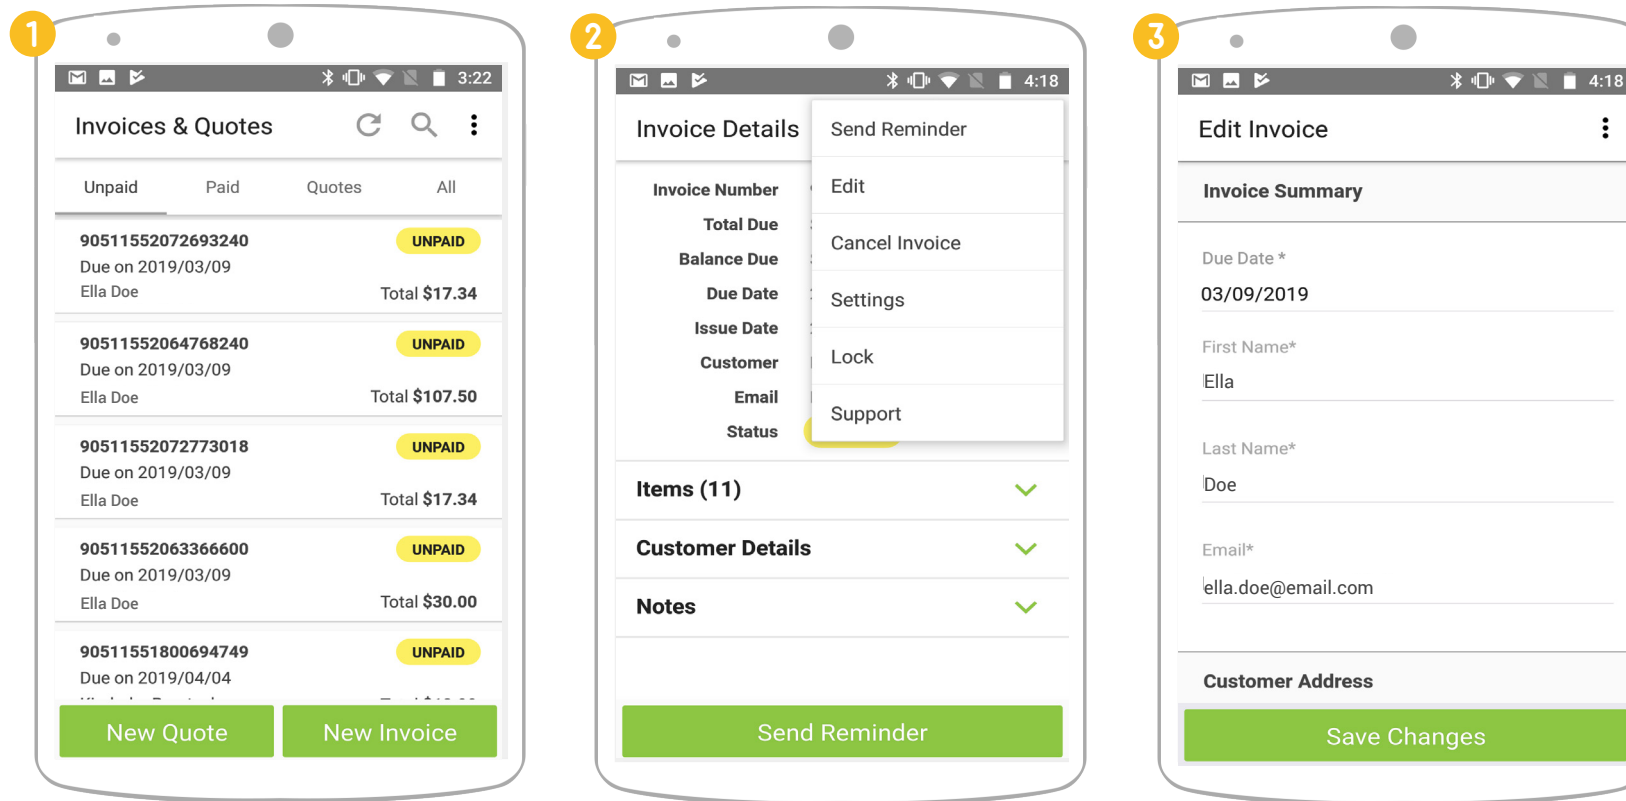 1
3:22
Invoices & Quotes
Unpaid Paid Quotes All
90511552072693240 UNPAID
Due on 2019/03/09
Ella Doe Total $17.34
90511552064768240 UNPAID
Due on 2019/03/09
Ella Doe Total $107.50
90511552072773018 UNPAID
Due on 2019/03/09
Ella Doe Total $17.34
90511552063366600 UNPAID
Due on 2019/03/09
Ella Doe Total $30.00
90511551800694749 UNPAID
Due on 2019/04/04
New Quote New Invoice
2
4:18
Invoice Details
Send Reminder
Edit
Cancel Invoice
Settings
Lock
Support
Invoice Number
Total Due
Balance Due
Due Date
Issue Date
Customer
Email
Status
Items (11)
Customer Details
Notes
Send Reminder
3
4:18
Edit Invoice
Invoice Summary
Due Date *
03/09/2019
First Name*
Ella
Last Name*
Doe
Email*
ella.doe@email.com
Customer Address
Save Changes